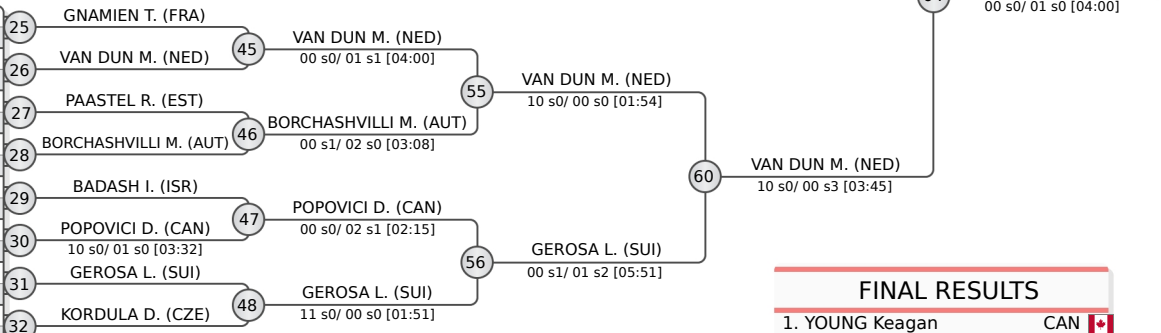 00 s0/ 01 s0 [04:00]
25
GNAMIEN T. (FRA)
45
VAN DUN M. (NED)
00 s0/ 01 s1 [04:00]
26
VAN DUN M. (NED)
55
VAN DUN M. (NED)
10 s0/ 00 s0 [01:54]
27
PAASTEL R. (EST)
46
BORCHASHVILLI M. (AUT)
00 s1/ 02 s0 [03:08]
28
BORCHASHVILLI M. (AUT)
60
VAN DUN M. (NED)
10 s0/ 00 s3 [03:45]
29
BADASH I. (ISR)
47
POPOVICI D. (CAN)
00 s0/ 02 s1 [02:15]
30
POPOVICI D. (CAN)
10 s0/ 01 s0 [03:32]
56
GEROSA L. (SUI)
00 s1/ 01 s2 [05:51]
31
GEROSA L. (SUI)
48
GEROSA L. (SUI)
11 s0/ 00 s0 [01:51]
32
KORDULA D. (CZE)
FINAL RESULTS
1. YOUNG Keagan CAN